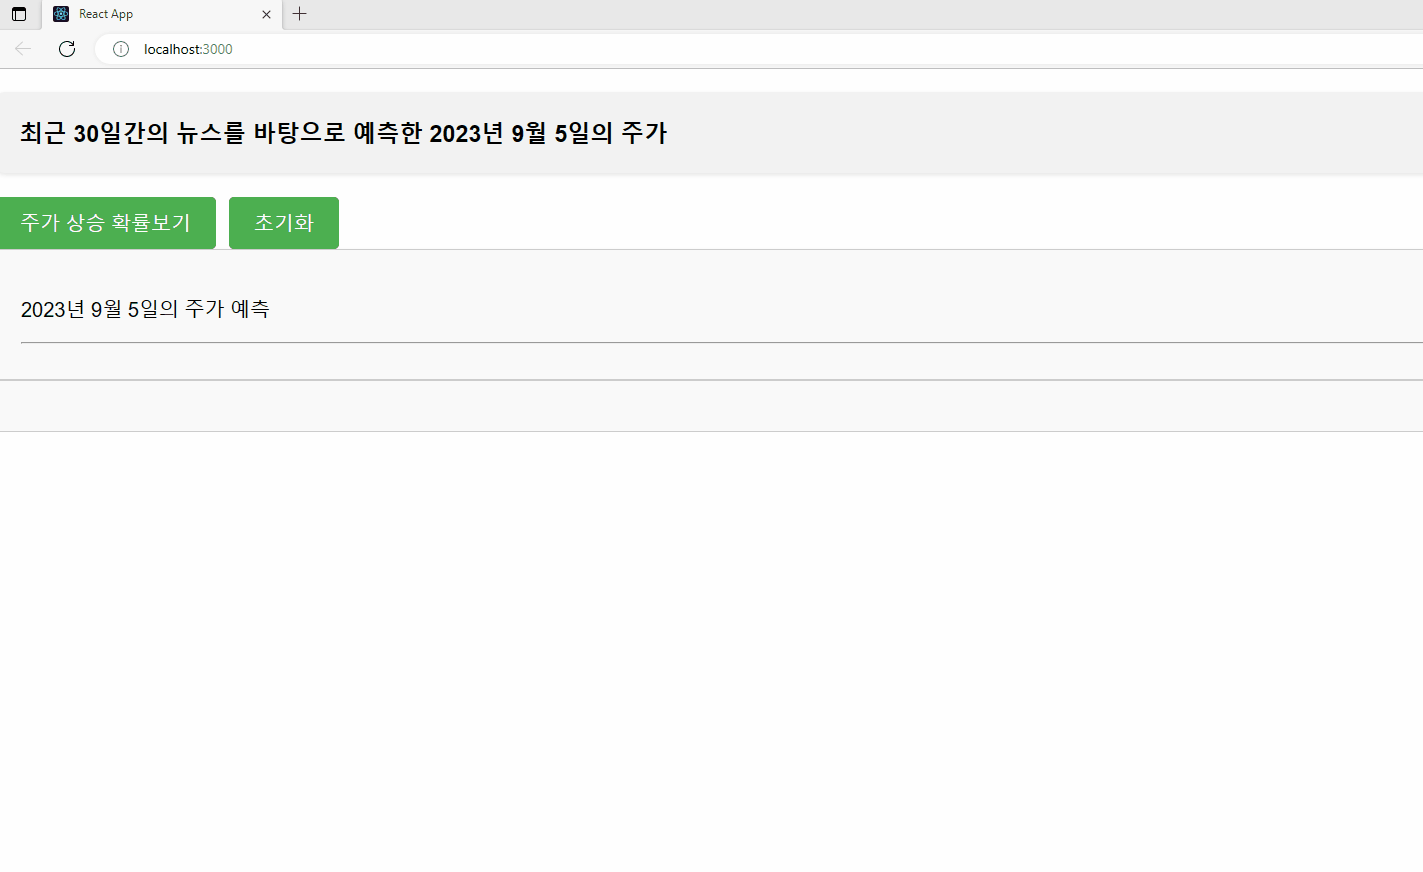 React App
localhost:3000
최근 30일간의 뉴스를 바탕으로 예측한 2023년 9월 5일의 주가
주가 상승 확률보기 초기화
2023년 9월 5일의 주가 예측